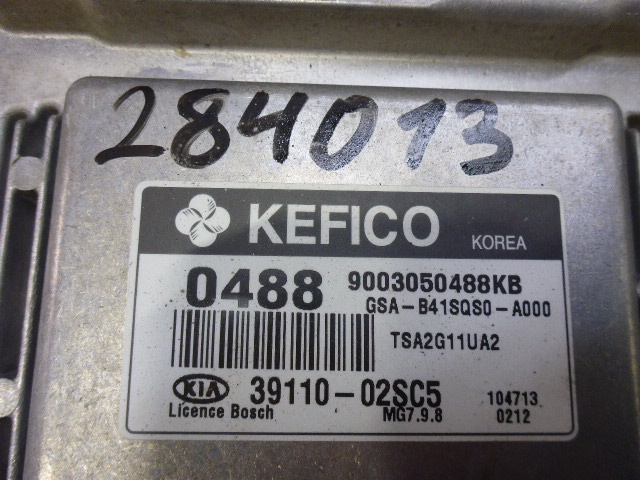 284013
KEFICO KOREA
0488 9003050488KB
GSA-B41SQS0-A000
TSA2G11UA2
KIA 39110-02SC5 104713
Licence Bosch MG7.9.8 0212